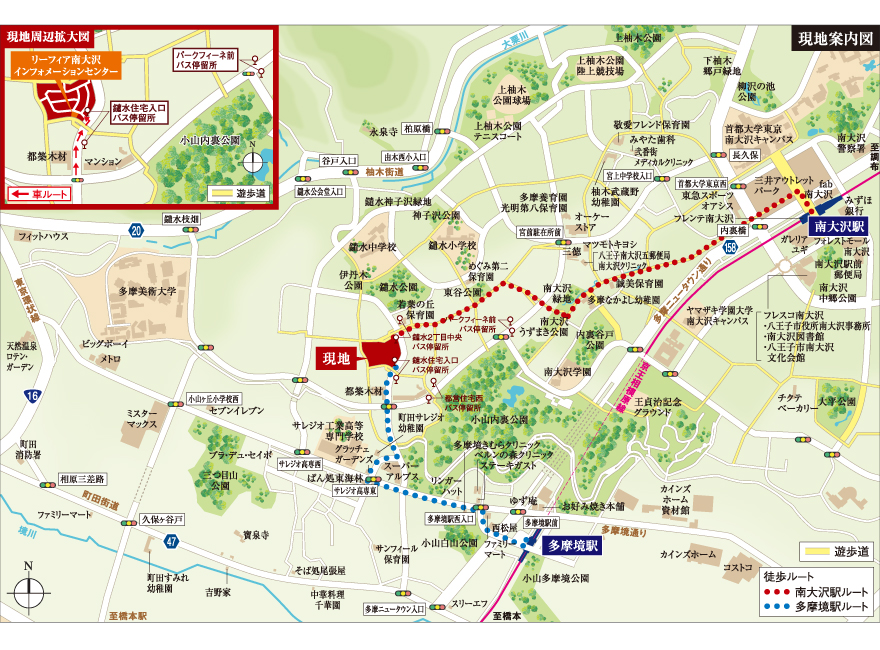 現地周辺拡大図
リーフィア南大沢
インフォメーションセンター
パークフィーネ前
バス停留所
鑓水住宅入口
バス停留所
都築木材
マンション
小山内裏公園
N
車ルート
遊歩道
現地案内図
大栗川
上柚木公園
上柚木公園
陸上競技場
下柚木
郷戸緑地
柳沢の池
公園
上柚木
公園球場
上柚木公園
テニスコート
永泉寺
柏原橋
敬愛フレンド保育園
みやた歯科
弐番街
メディカルクリニック
首都大学東京
南大沢キャンパス
南大沢
警察署
至調布
谷戸入口
由木西小入口
柚木街道
長久保
宮上中学校入口
首都大学東京西
三井アウトレット
パーク
fab
南大沢
みずほ
銀行
鑓水公会堂入口
鑓水神子沢緑地
神子沢公園
多摩養育園
光明第八保育園
柚木武蔵野
幼稚園
オーケー
ストア
東急スポーツ
オアシス
フレンテ南大沢
南大沢駅
鑓水枝畑
20
フィットハウス
鑓水中学校
鑓水小学校
宮前駐在所前
三徳
マツモトキヨシ
八王子南大沢五郵便局
南大沢クリニック
内裏橋
158
ガレリア
ユギ
フォレストモール
南大沢
南大沢駅前
郵便局
南大沢
中郷公園
伊丹木
公園
鑓水公園
めぐみ第二
保育園
東谷公園
誠美保育園
南大沢
緑地
多摩なかよし幼稚園
多摩ニュータウン通り
東京環状線
多摩美術大学
若葉の丘
保育園
パークフィーネ前
バス停留所
南大沢
うずまき公園
内裏谷戸
公園
ヤマザキ学園大学
南大沢キャンパス
フレスコ南大沢
・八王子市役所南大沢事務所
・南大沢図書館
・八王子市南大沢
文化会館
天然温泉
ロテン・
ガーデン
ビッグボーイ
メトロ
現地
鑓水2丁目中央
バス停留所
鑓水住宅入口
バス停留所
都営住宅西
バス停留所
南大沢学園
京王相模原線
16
小山ヶ丘小学校西
セブンイレブン
ミスター
マックス
都築木材
町田サレジオ
幼稚園
小山内裏公園
王貞治記念
グラウンド
チクテ
ベーカリー
大平公園
サレジオ工業高等
専門学校
グラッチェ
ガーデンズ
多摩境きむらクリニック
ベルンの森クリニック
ステーキガスト
町田
消防署
プラ・デュ・セイボ
三つ目山
公園
サレジオ高専西
ばん処東海林
サレジオ高専東
スーパー
アルプス
リンガー
ハット
ゆず庵
お好み焼き本舗
カインズ
ホーム
資材館
相原三差路
町田街道
ファミリーマート
久保ヶ谷戸
多摩境駅西入口
西松屋
多摩境駅前
多摩境通り
境川
47
寶泉寺
小山白山公園
ファミリー
マート
多摩境駅
カインズホーム
コストコ
サンフィール
保育園
そば処尾張屋
小山多摩境公園
N
町田すみれ
幼稚園
吉野家
中華料理
千華園
多摩ニュータウン入口
スリーエフ
至橋本駅
至橋本
遊歩道
徒歩ルート
南大沢駅ルート
多摩境駅ルート